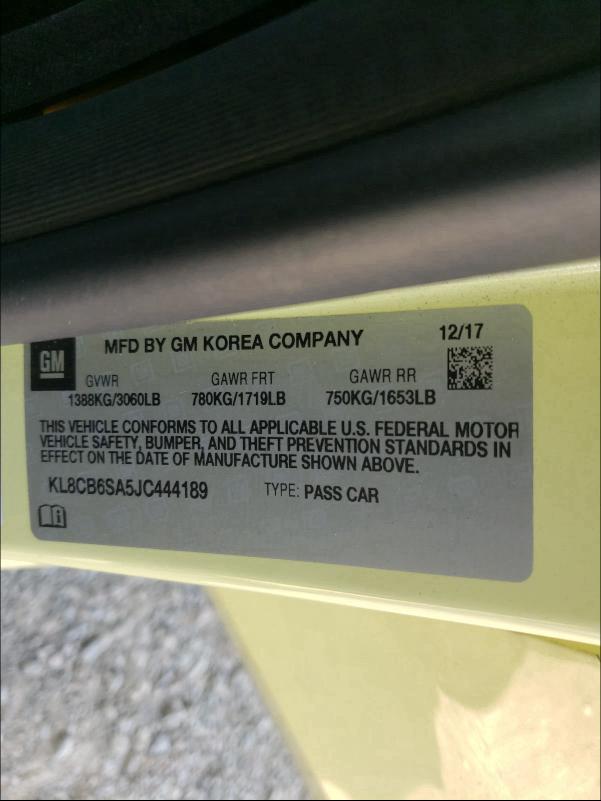 GM
MFD BY GM KOREA COMPANY 12/17
GVWR GAWR FRT GAWR RR
1388KG/3060LB 780KG/1719LB 750KG/1653LB
THIS VEHICLE CONFORMS TO ALL APPLICABLE U.S. FEDERAL MOTOR
VEHICLE SAFETY, BUMPER, AND THEFT PREVENTION STANDARDS IN
EFFECT ON THE DATE OF MANUFACTURE SHOWN ABOVE.
KL8CB6SA5JC444189 TYPE: PASS CAR